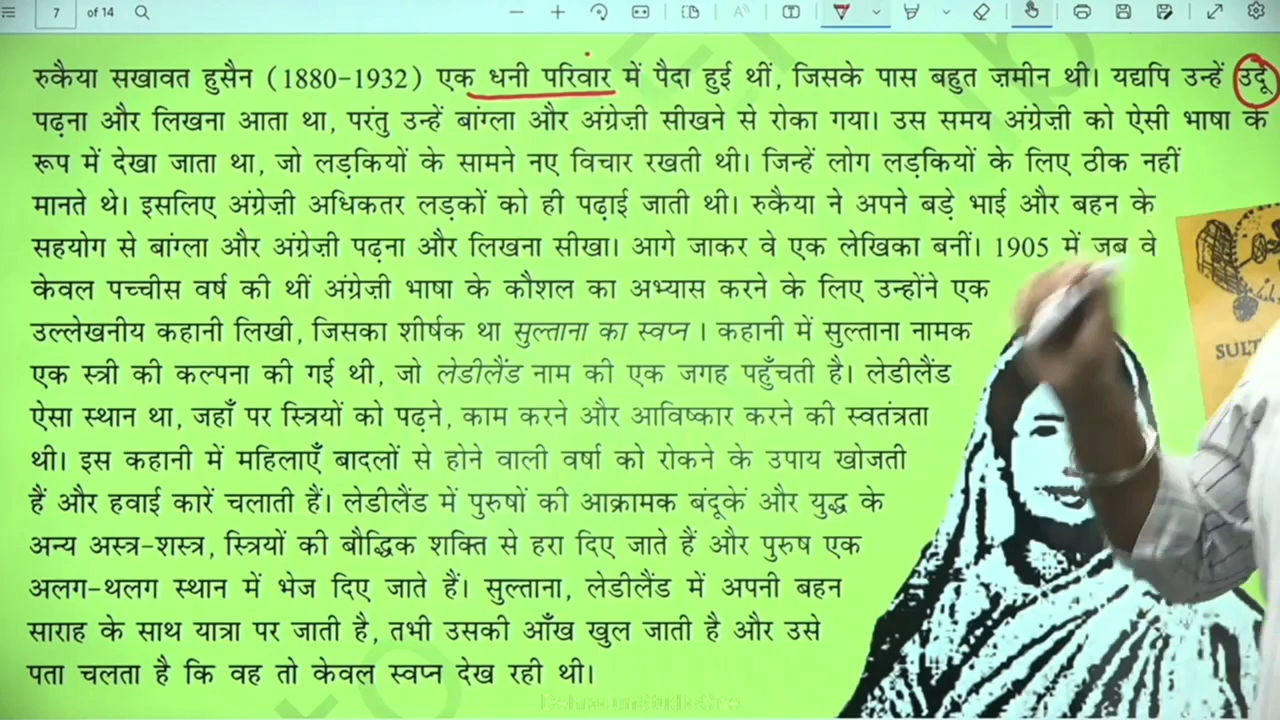 7 of 14
रुकैया सखावत हुसैन (1880-1932) एक धनी परिवार में पैदा हुई थीं, जिसके पास बहुत ज़मीन थी। यद्यपि उन्हें उर्दू
पढ़ना और लिखना आता था, परंतु उन्हें बांग्ला और अंग्रेज़ी सीखने से रोका गया। उस समय अंग्रेज़ी को ऐसी भाषा के
रूप में देखा जाता था, जो लड़कियों के सामने नए विचार रखती थी। जिन्हें लोग लड़कियों के लिए ठीक नहीं
मानते थे। इसलिए अंग्रेज़ी अधिकतर लड़कों को ही पढ़ाई जाती थी। रुकैया ने अपने बड़े भाई और बहन के
सहयोग से बांग्ला और अंग्रेज़ी पढ़ना और लिखना सीखा। आगे जाकर वे एक लेखिका बनीं। 1905 में जब वे
केवल पच्चीस वर्ष की थीं अंग्रेज़ी भाषा के कौशल का अभ्यास करने के लिए उन्होंने एक
उल्लेखनीय कहानी लिखी, जिसका शीर्षक था सुल्ताना का स्वप्न । कहानी में सुल्ताना नामक
एक स्त्री की कल्पना की गई थी, जो लेडीलैंड नाम की एक जगह पहुँचती है। लेडीलैंड
ऐसा स्थान था, जहाँ पर स्त्रियों को पढ़ने, काम करने और आविष्कार करने की स्वतंत्रता
थी। इस कहानी में महिलाएँ बादलों से होने वाली वर्षा को रोकने के उपाय खोजती
हैं और हवाई कारें चलाती हैं। लेडीलैंड में पुरुषों की आक्रामक बंदूकें और युद्ध के
अन्य अस्त्र-शस्त्र, स्त्रियों की बौद्धिक शक्ति से हरा दिए जाते हैं और पुरुष एक
अलग-थलग स्थान में भेज दिए जाते हैं। सुल्ताना, लेडीलैंड में अपनी बहन
साराह के साथ यात्रा पर जाती है, तभी उसकी आँख खुल जाती है और उसे
पता चलता है कि वह तो केवल स्वप्न देख रही थी।
SULT